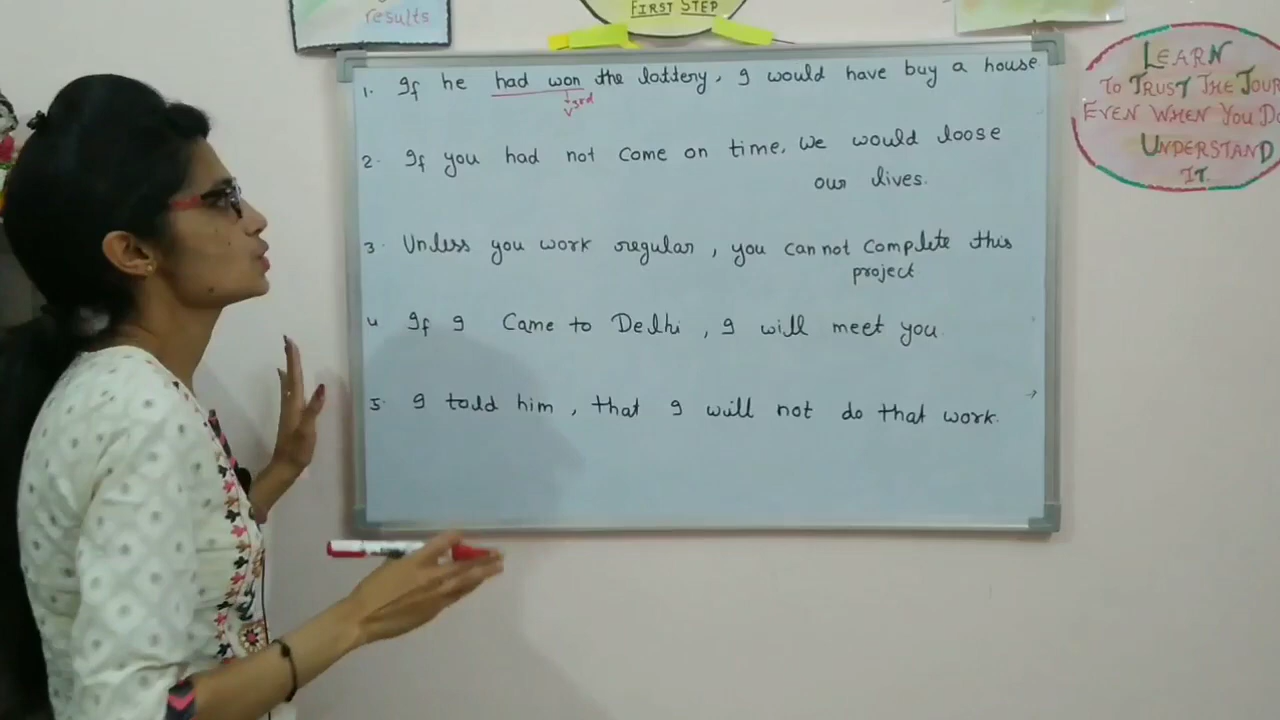 results
FIRST STEP
1. If he had won the lottery, I would have buy a house
V3rd
2. If you had not come on time, we would loose
our lives.
3. Unless you work regular, you can not complete this
project
4 If I Came to Delhi, I will meet you.
5. I told him, that I will not do that work.
LEARN
TO TRUST THE JOUR
EVEN WHEN YOU DO
UNDERSTAND
IT.